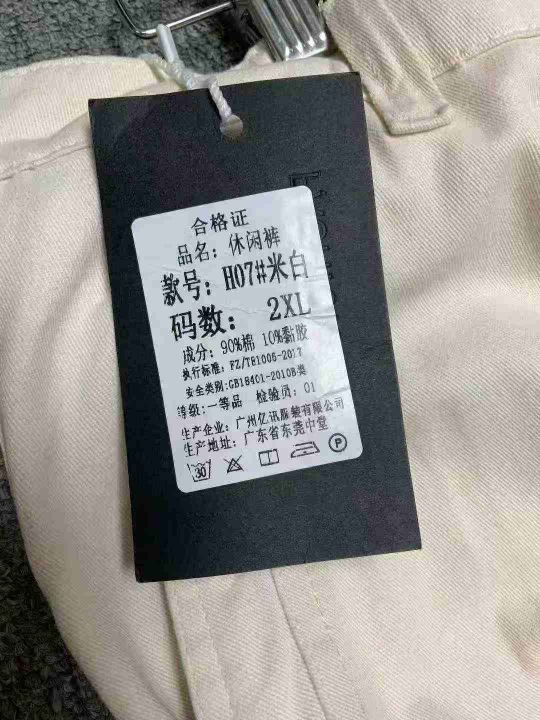 合格证
品名：休闲裤
款号：H07#米白
码数：2XL
成分：90%棉 10%黏胶
执行标准：FZ/T81006-2017
安全类别：GB18401-2010B类
等级：一等品 检验员：01
生产企业：广州亿讯服装有限公司
生产地址：广东省东莞中堂
30 P